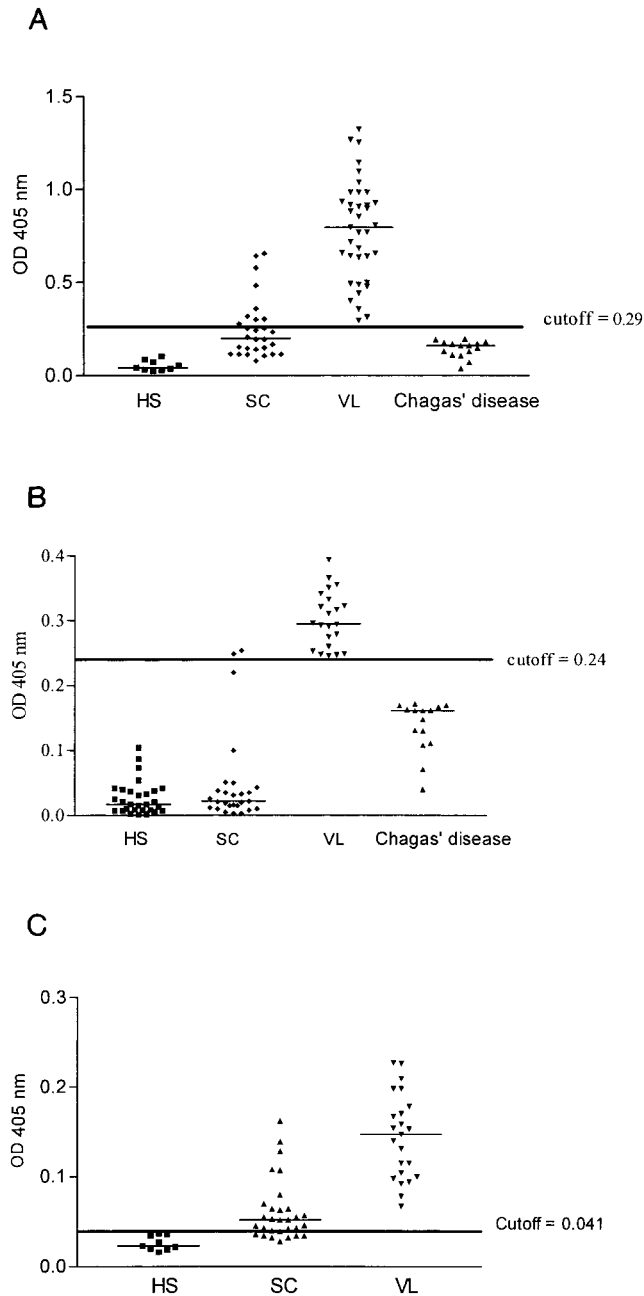 A
1.5
1.0
0.5
0.0
OD 405 nm
cutoff = 0.29
HS SC VL Chagas' disease
B
0.4
0.3
0.2
0.1
0.0
OD 405 nm
cutoff = 0.24
HS SC VL Chagas' disease
C
0.3
0.2
0.1
0.0
OD 405 nm
Cutoff = 0.041
HS SC VL